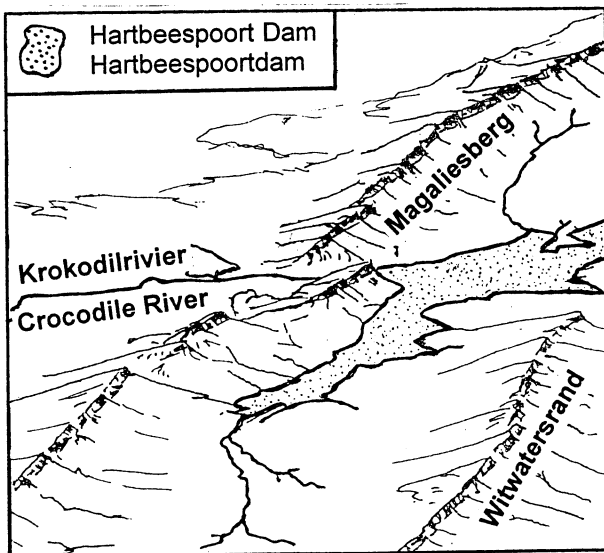 Hartbeespoort Dam
Hartbeespoortdam
Magaliesberg
Krokodilrivier
Crocodile River
Witwatersrand